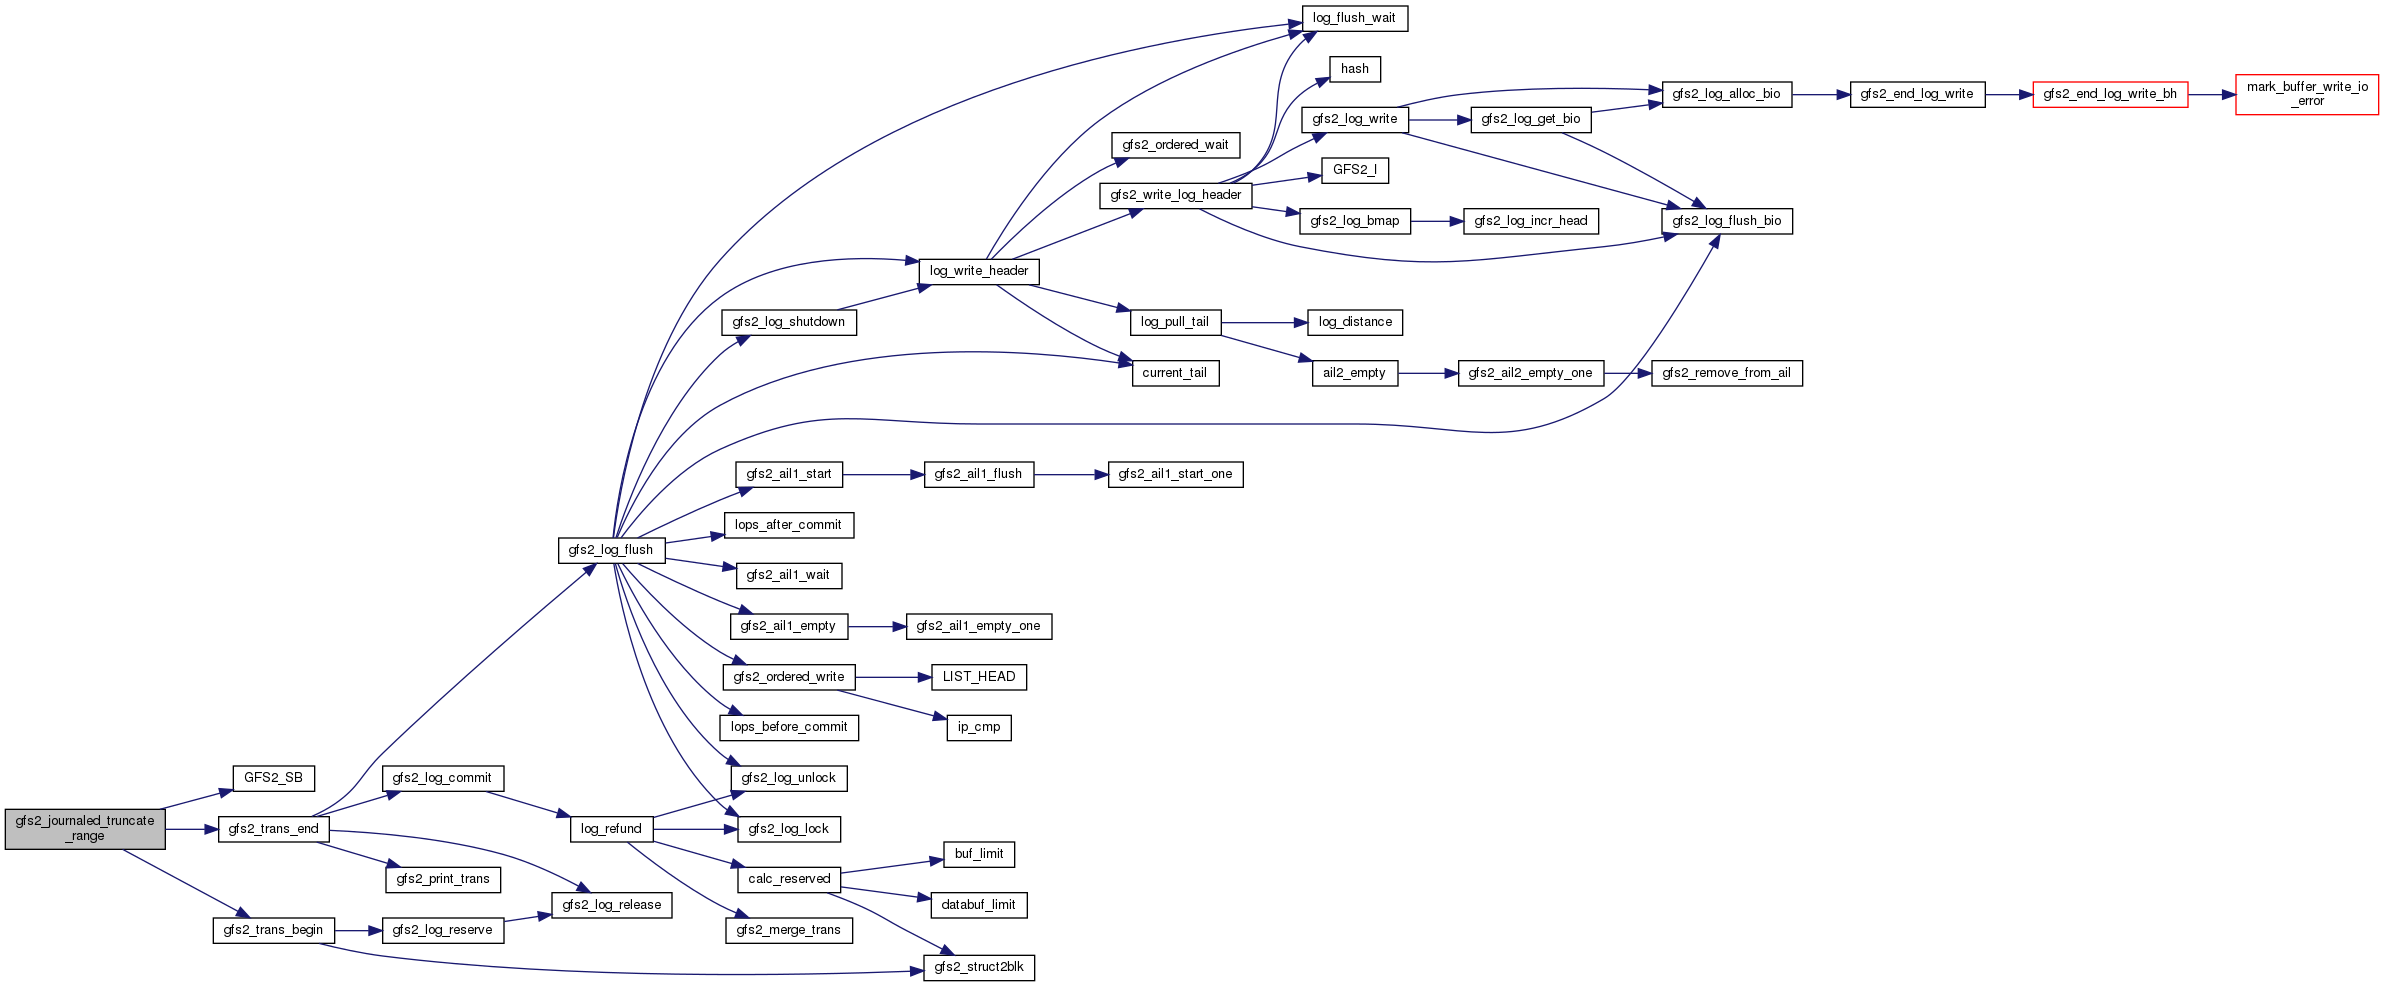 log_flush_wait
hash
gfs2_log_alloc_bio
gfs2_end_log_write
gfs2_end_log_write_bh
mark_buffer_write_io
_error
gfs2_log_write
gfs2_log_get_bio
gfs2_ordered_wait
GFS2_I
gfs2_write_log_header
gfs2_log_bmap
gfs2_log_incr_head
gfs2_log_flush_bio
log_write_header
gfs2_log_shutdown
log_pull_tail
log_distance
current_tail
ail2_empty
gfs2_ail2_empty_one
gfs2_remove_from_ail
gfs2_ail1_start
gfs2_ail1_flush
gfs2_ail1_start_one
lops_after_commit
gfs2_log_flush
gfs2_ail1_wait
gfs2_ail1_empty
gfs2_ail1_empty_one
gfs2_ordered_write
LIST_HEAD
lops_before_commit
ip_cmp
GFS2_SB
gfs2_log_commit
gfs2_log_unlock
gfs2_journaled_truncate
_range
gfs2_trans_end
log_refund
gfs2_log_lock
buf_limit
gfs2_print_trans
calc_reserved
gfs2_log_release
databuf_limit
gfs2_trans_begin
gfs2_log_reserve
gfs2_merge_trans
gfs2_struct2blk